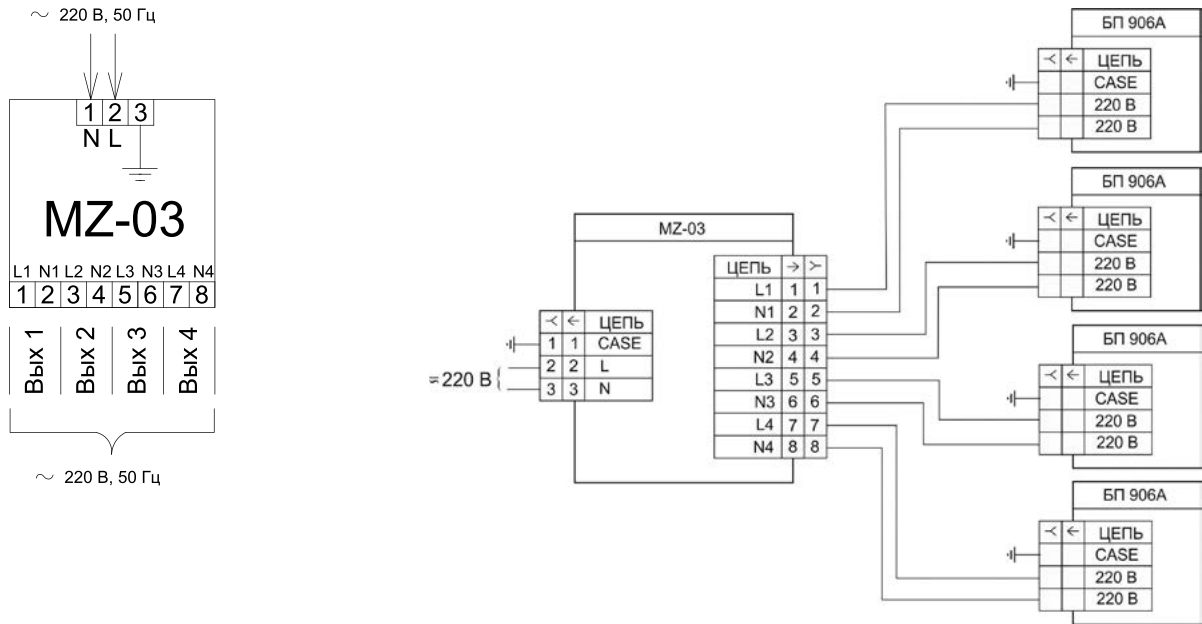 ~ 220 В, 50 Гц
1 2 3
N L
MZ-03
L1 N1 L2 N2 L3 N3 L4 N4
1 2 3 4 5 6 7 8
Вых 1
Вых 2
Вых 3
Вых 4
~ 220 В, 50 Гц
MZ-03
ЦЕПЬ
1 1 CASE
2 2 L
3 3 N
≂220 В
ЦЕПЬ
L1 1 1
N1 2 2
L2 3 3
N2 4 4
L3 5 5
N3 6 6
L4 7 7
N4 8 8
БП 906А
ЦЕПЬ
CASE
220 В
220 В
БП 906А
ЦЕПЬ
CASE
220 В
220 В
БП 906А
ЦЕПЬ
CASE
220 В
220 В
БП 906А
ЦЕПЬ
CASE
220 В
220 В